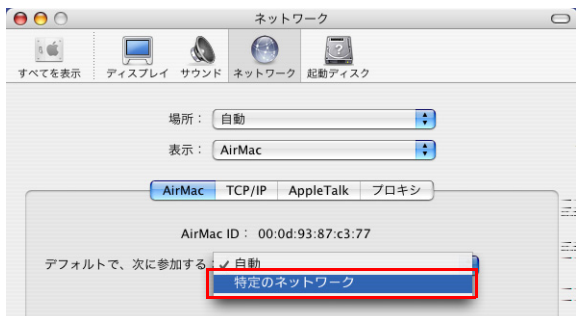 ネットワーク
すべてを表示 ディスプレイ サウンド ネットワーク 起動ディスク
場所： 自動
表示： AirMac
AirMac TCP/IP AppleTalk プロキシ
AirMac ID： 00:0d:93:87:c3:77
デフォルトで、次に参加する： ✓ 自動
特定のネットワーク